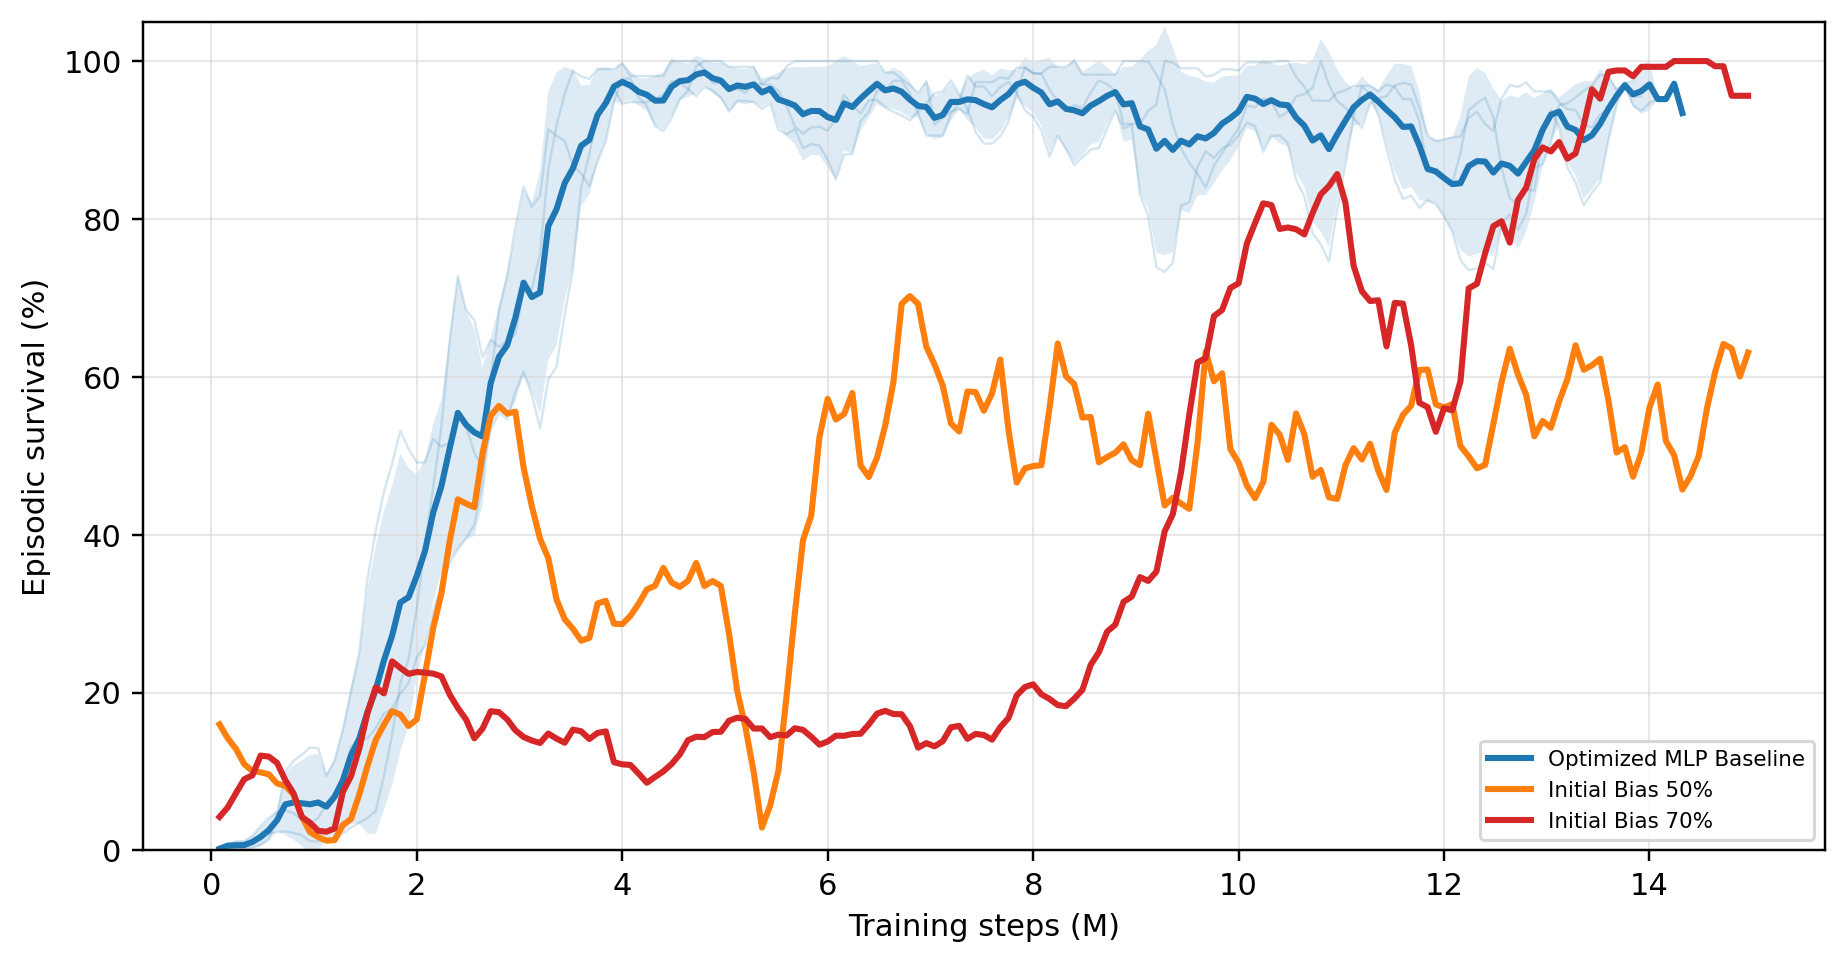 100
80
60
40
20
0
Episodic survival (%)
0 2 4 6 8 10 12 14
Training steps (M)
Optimized MLP Baseline
Initial Bias 50%
Initial Bias 70%